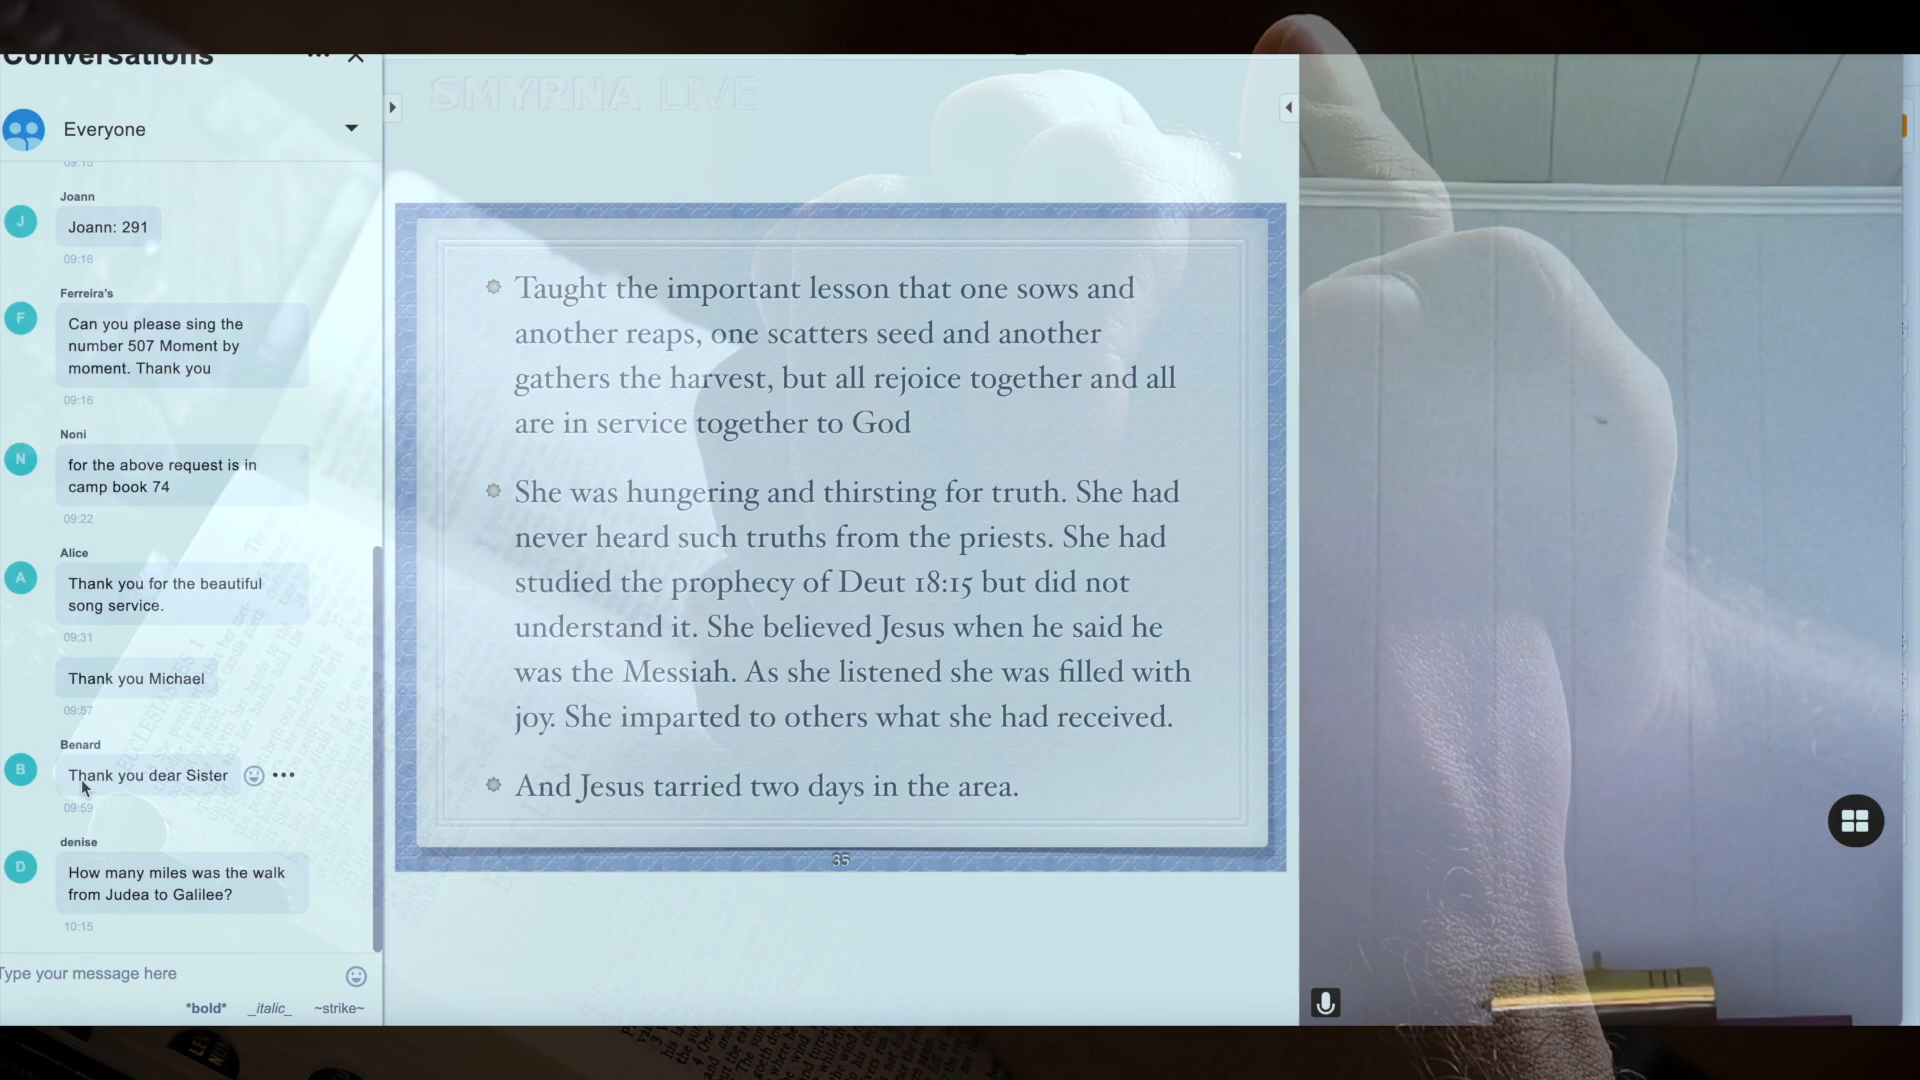 Conversations
Everyone
09:15
Joann
J
Joann: 291
09:16
Ferreira's
F
Can you please sing the
number 507 Moment by
moment. Thank you
09:16
Noni
N
for the above request is in
camp book 74
09:22
Alice
A
Thank you for the beautiful
song service.
09:31
Thank you Michael
09:57
Benard
B
Thank you dear Sister
09:59
denise
D
How many miles was the walk
from Judea to Galilee?
10:15
Type your message here
*bold* _italic_ ~strike~
SMYRNA LIVE
Taught the important lesson that one sows and
another reaps, one scatters seed and another
gathers the harvest, but all rejoice together and all
are in service together to God
She was hungering and thirsting for truth. She had
never heard such truths from the priests. She had
studied the prophecy of Deut 18:15 but did not
understand it. She believed Jesus when he said he
was the Messiah. As she listened she was filled with
joy. She imparted to others what she had received.
And Jesus tarried two days in the area.
35
ECCLESIASTES 1